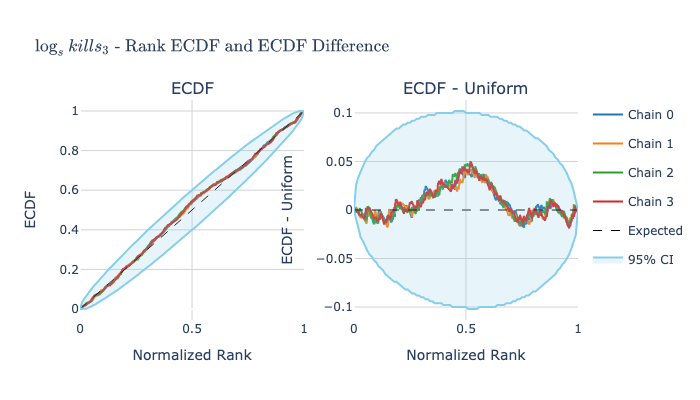 log_s kills_3 - Rank ECDF and ECDF Difference
ECDF
ECDF - Uniform
1
0.8
0.6
0.4
0.2
0
0
0.5
1
ECDF
Normalized Rank
0.1
0.05
0
−0.05
−0.1
0
0.5
1
ECDF - Uniform
Normalized Rank
Chain 0
Chain 1
Chain 2
Chain 3
Expected
95% CI